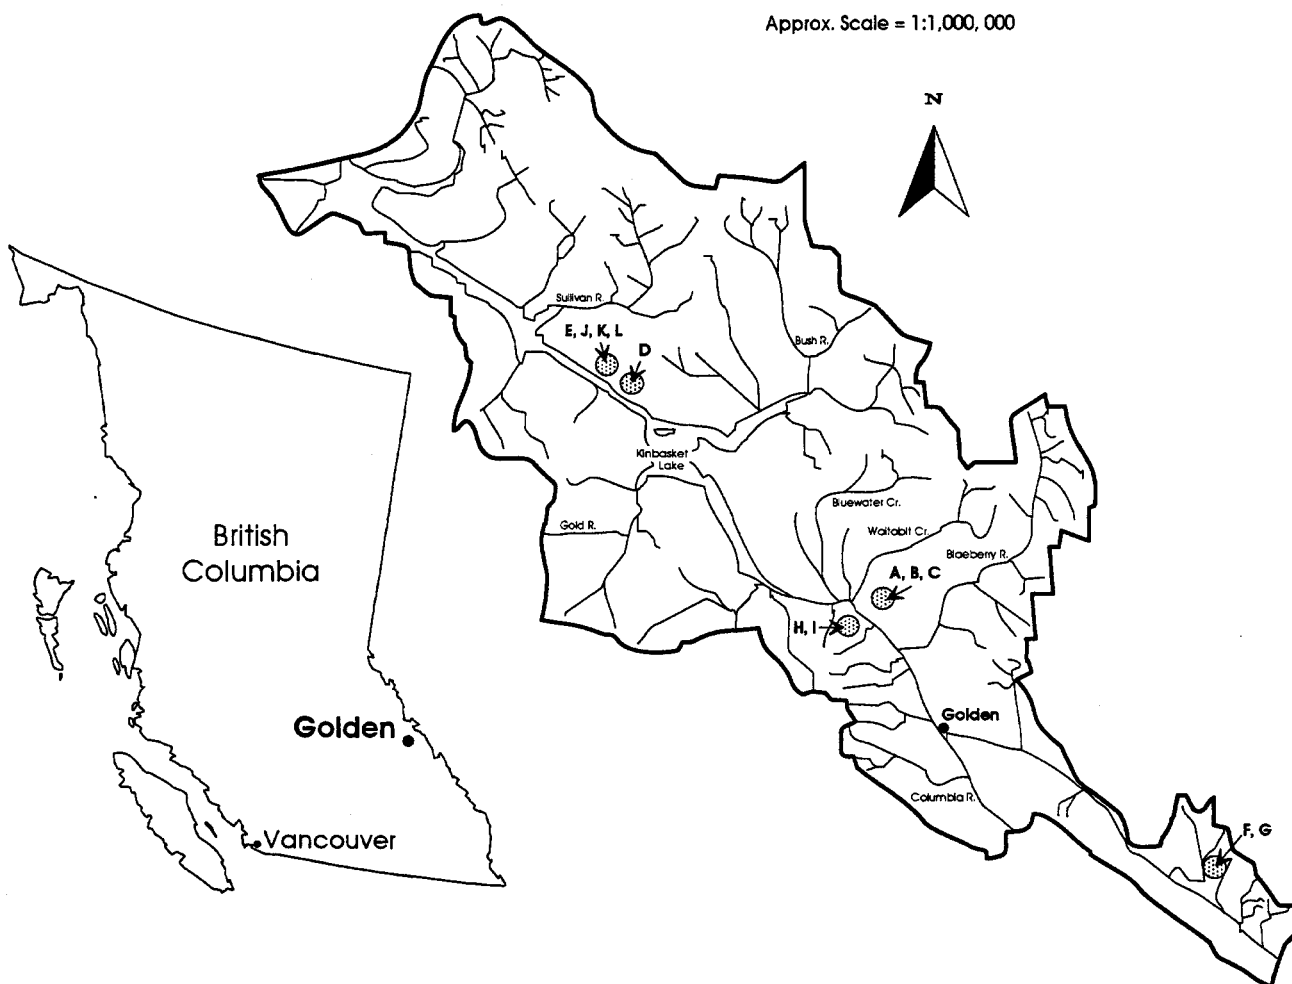 Approx. Scale = 1:1,000, 000
N
Sullivan R.
E, J, K, L
D
Bush R.
Kinbasket
Lake
Bluewater Cr.
Waitabit Cr.
Gold R.
Blaeberry R.
A, B, C
H, I
British
Columbia
Golden
Golden
Columbia R.
Vancouver
F, G